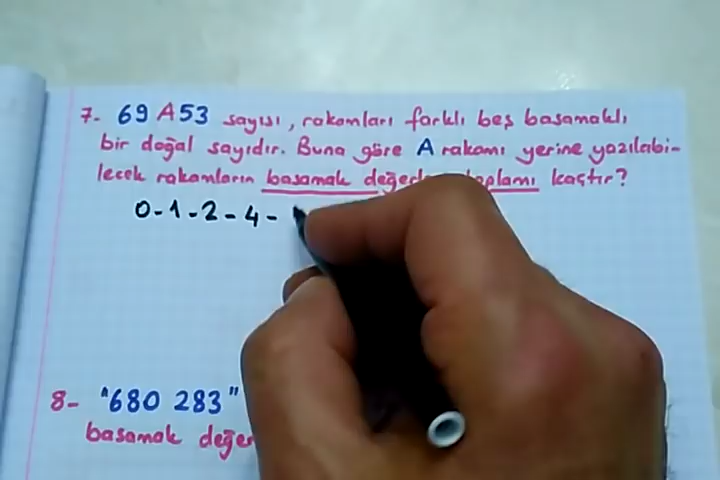 7- 69A53 sayısı, rakamları farklı beş basamaklı
bir doğal sayıdır. Buna göre A rakamı yerine yazılabi-
lecek rakamların basamak kaçtır?
0-1-2-4-
8- "680 283"
basamak